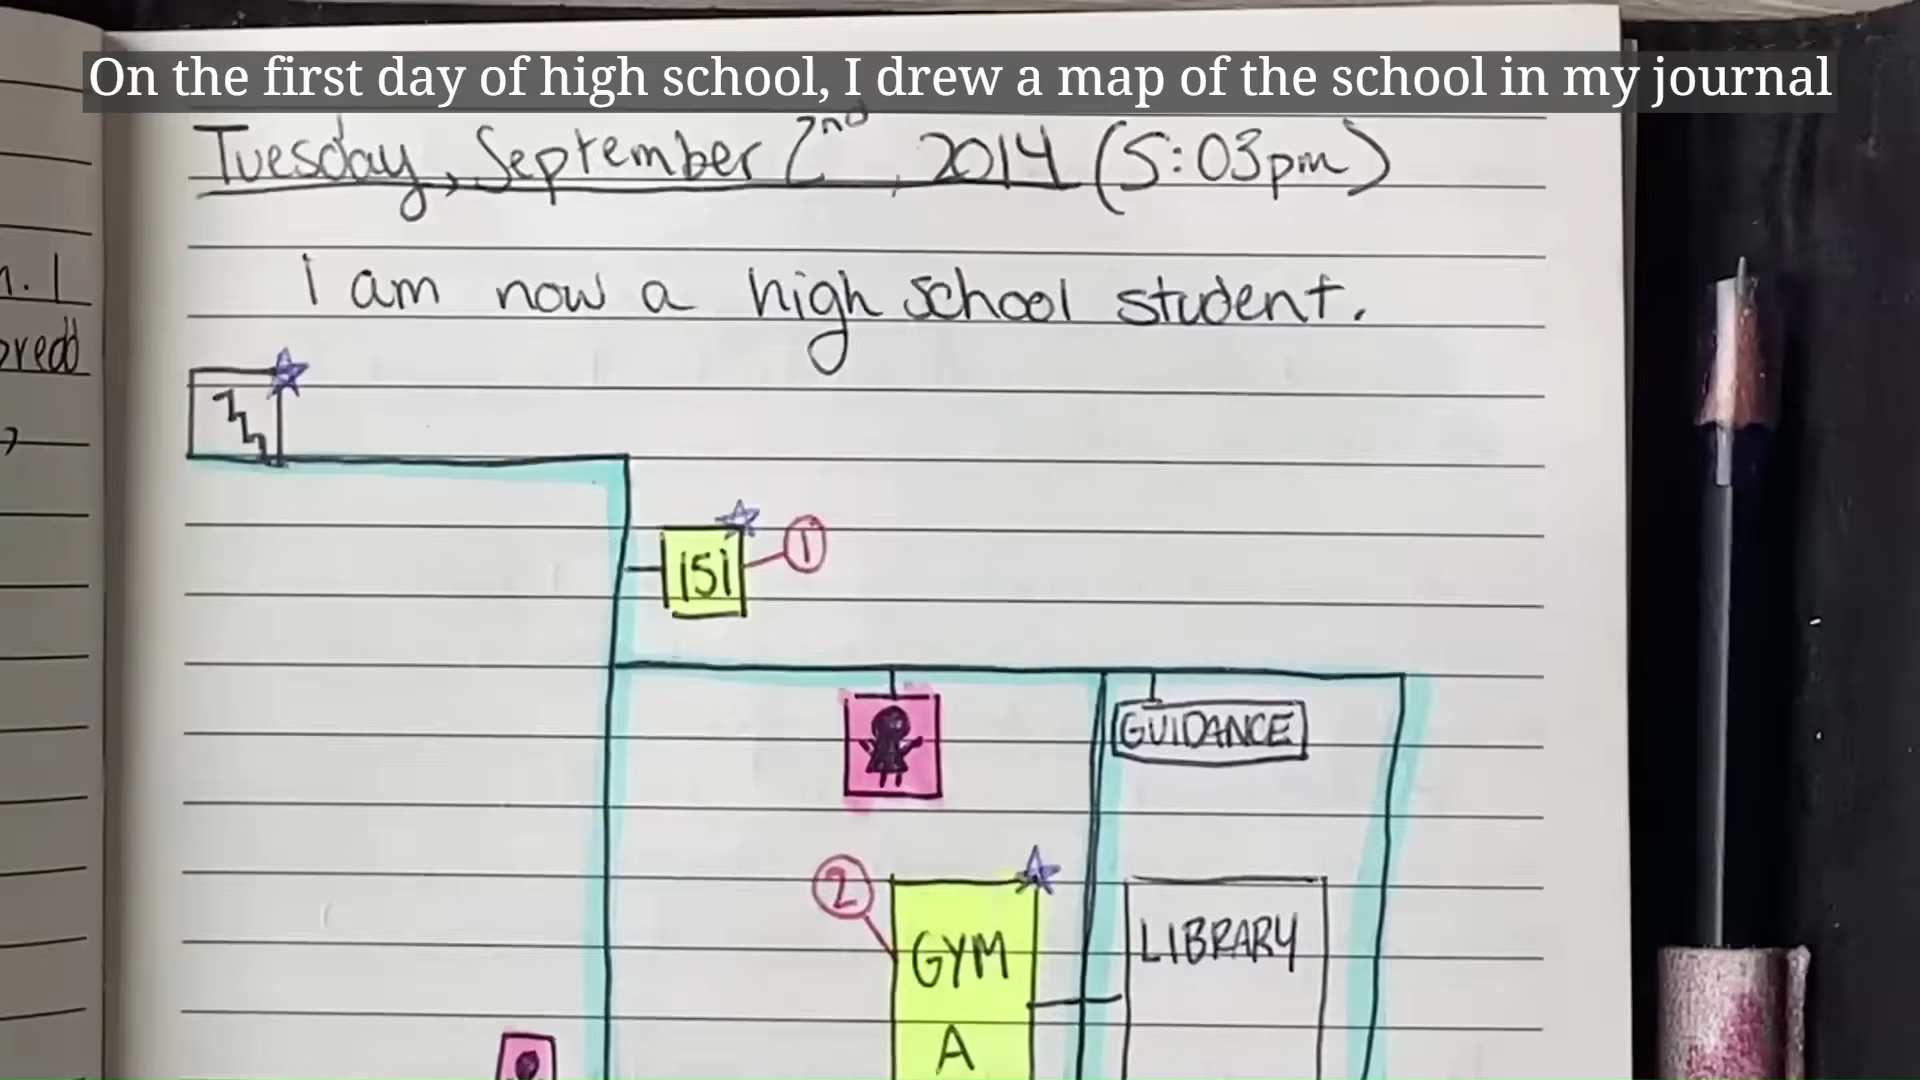 On the first day of high school, I drew a map of the school in my journal
Tuesday, September 2nd, 2014 (5:03pm)
I am now a high school student.
151
1
GUIDANCE
2
GYM
A
LIBRARY